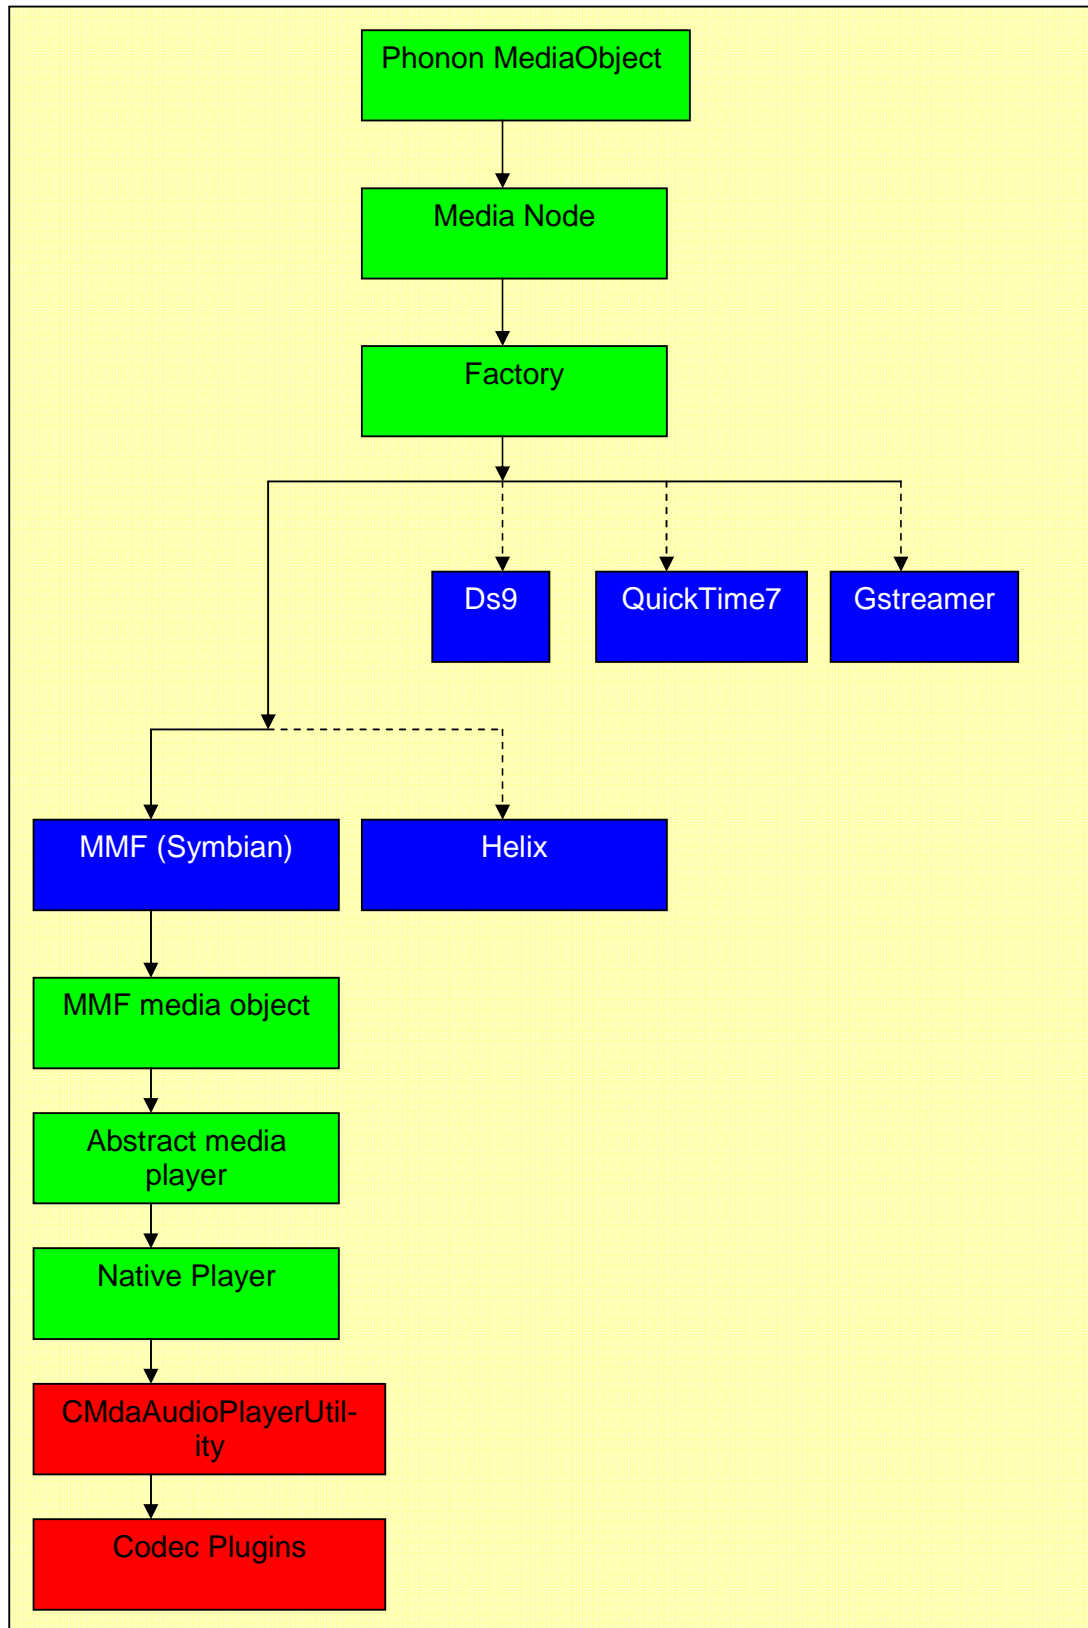 Phonon MediaObject
Media Node
Factory
Ds9
QuickTime7
Gstreamer
MMF (Symbian)
Helix
MMF media object
Abstract media
player
Native Player
CMdaAudioPlayerUtil-
ity
Codec Plugins